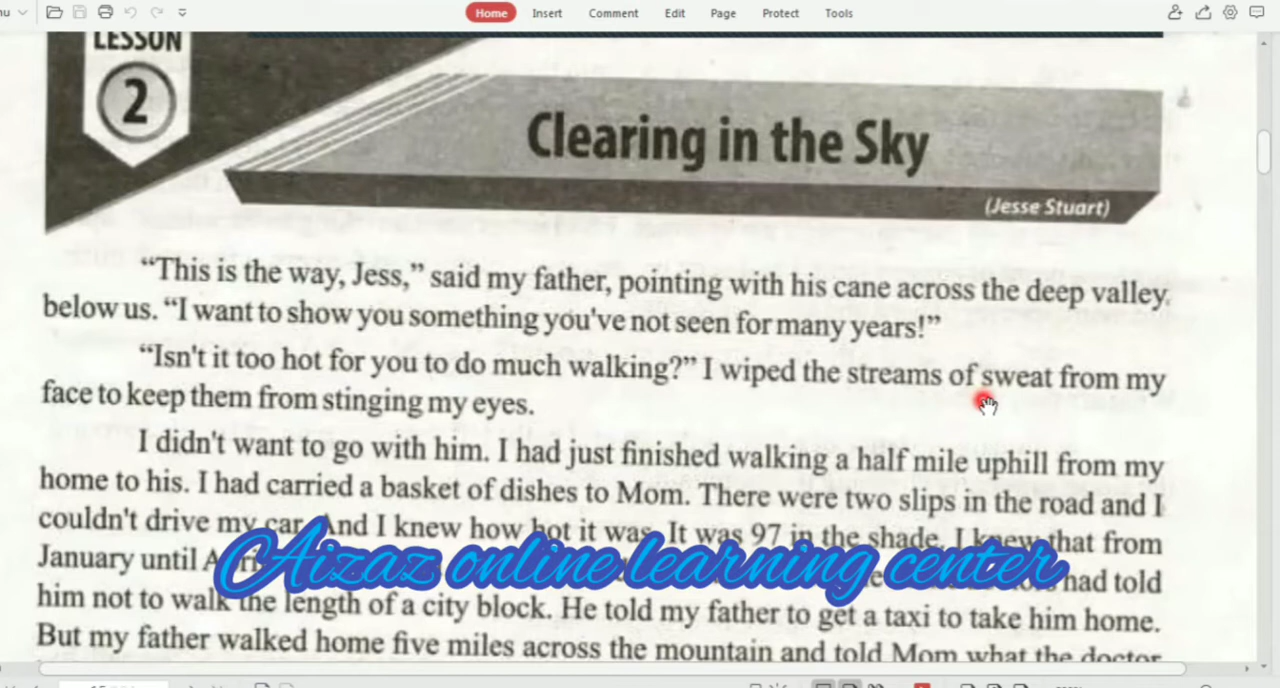 Home Insert Comment Edit Page Protect Tools
LESSON
2
Clearing in the Sky
(Jesse Stuart)
“This is the way, Jess,” said my father, pointing with his cane across the deep valley
below us. “I want to show you something you've not seen for many years!”
“Isn't it too hot for you to do much walking?” I wiped the streams of sweat from my
face to keep them from stinging my eyes.
I didn't want to go with him. I had just finished walking a half mile uphill from my
home to his. I had carried a basket of dishes to Mom. There were two slips in the road and I
couldn't drive my car. And I knew how hot it was. It was 97 in the shade. I knew that from
January until
Aizaz online learning center
had told
him not to walk the length of a city block. He told my father to get a taxi to take him home.
But my father walked home five miles across the mountain and told Mom what the doctor